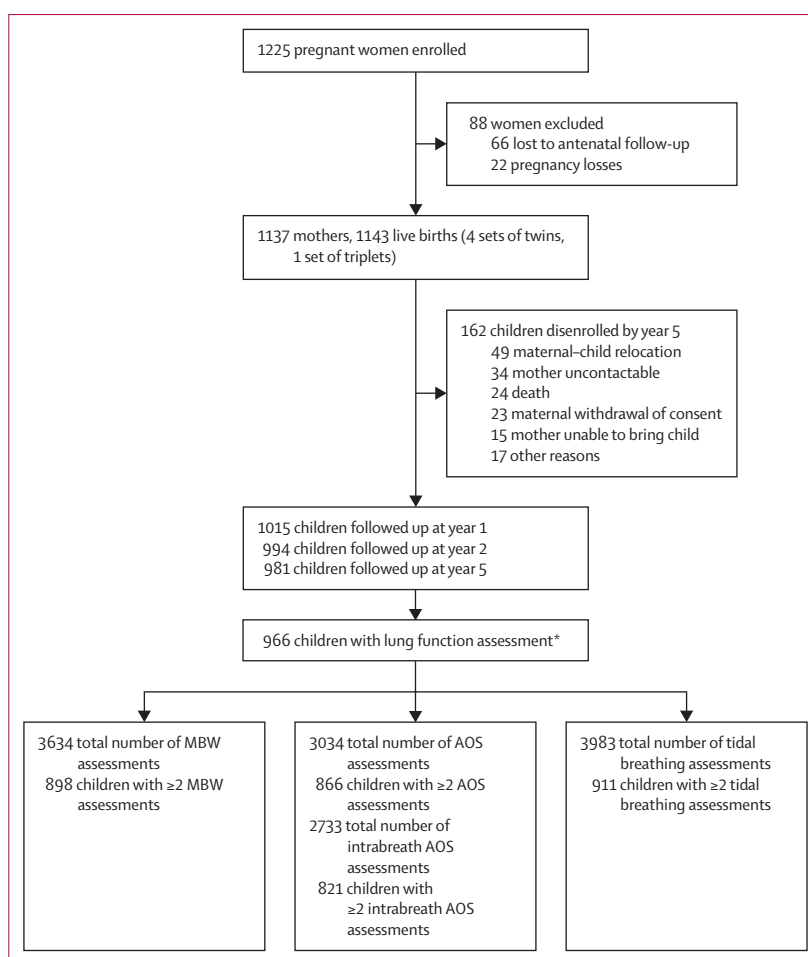 1225 pregnant women enrolled
88 women excluded
66 lost to antenatal follow-up
22 pregnancy losses
1137 mothers, 1143 live births (4 sets of twins,
1 set of triplets)
162 children disenrolled by year 5
49 maternal–child relocation
34 mother uncontactable
24 death
23 maternal withdrawal of consent
15 mother unable to bring child
17 other reasons
1015 children followed up at year 1
994 children followed up at year 2
981 children followed up at year 5
966 children with lung function assessment*
3634 total number of MBW
assessments
898 children with ≥2 MBW
assessments
3034 total number of AOS
assessments
866 children with ≥2 AOS
assessments
2733 total number of
intrabreath AOS
assessments
821 children with
≥2 intrabreath AOS
assessments
3983 total number of tidal
breathing assessments
911 children with ≥2 tidal
breathing assessments